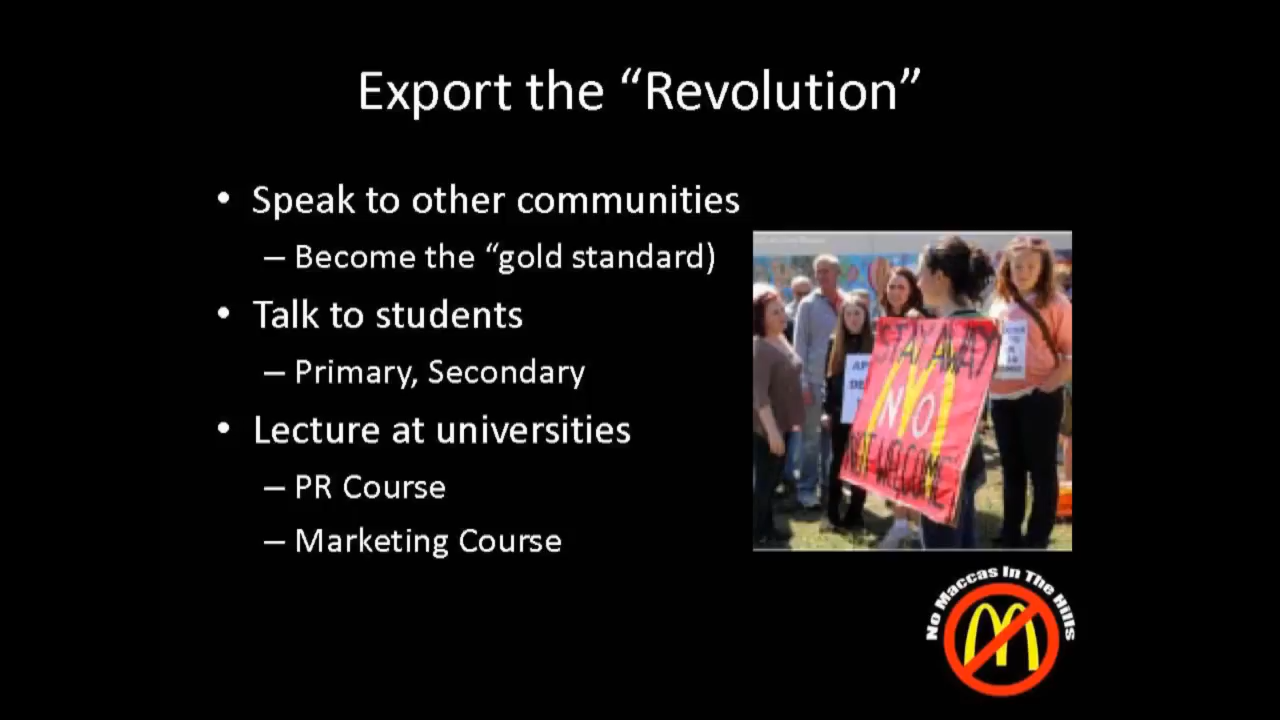 Export the “Revolution”
• Speak to other communities
– Become the “gold standard)
• Talk to students
– Primary, Secondary
• Lecture at universities
– PR Course
– Marketing Course
STAY AWAY
NO
NOT WELCOME
No Maccas In The Hills